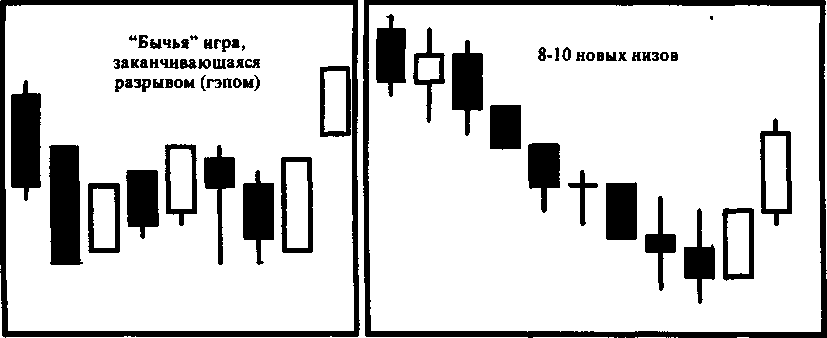 “Бычья” игра,
заканчивающаяся
разрывом (гэпом)
8-10 новых низов